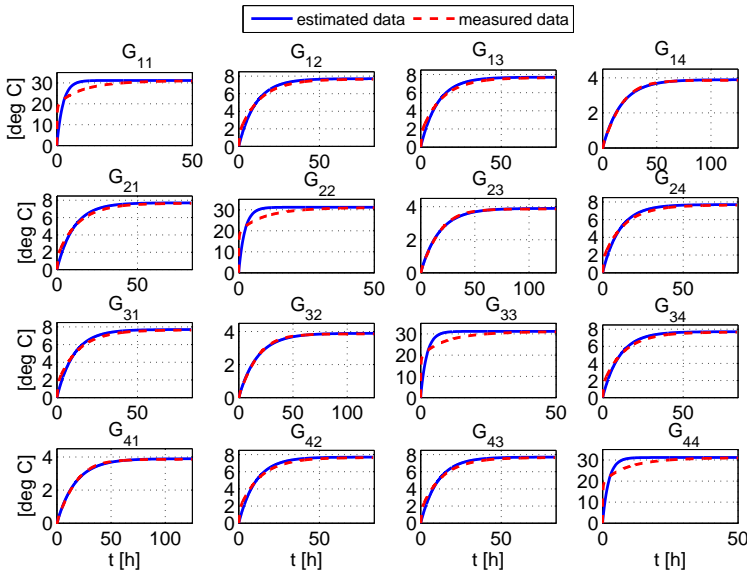 estimated data measured data
G11 G12 G13 G14
[deg C] 30 20 10 0 0 50
8 6 4 2 0 0 50
8 6 4 2 0 0 50
4 2 0 0 50 100
G21 G22 G23 G24
[deg C] 8 6 4 2 0 0 50
30 20 10 0 0 50
4 2 0 0 50 100
8 6 4 2 0 0 50
G31 G32 G33 G34
[deg C] 8 6 4 2 0 0 50
4 2 0 0 50 100
30 20 10 0 0 50
8 6 4 2 0 0 50
G41 G42 G43 G44
[deg C] 4 2 0 0 50 100
8 6 4 2 0 0 50
8 6 4 2 0 0 50
30 20 10 0 0 50
t [h] t [h] t [h] t [h]